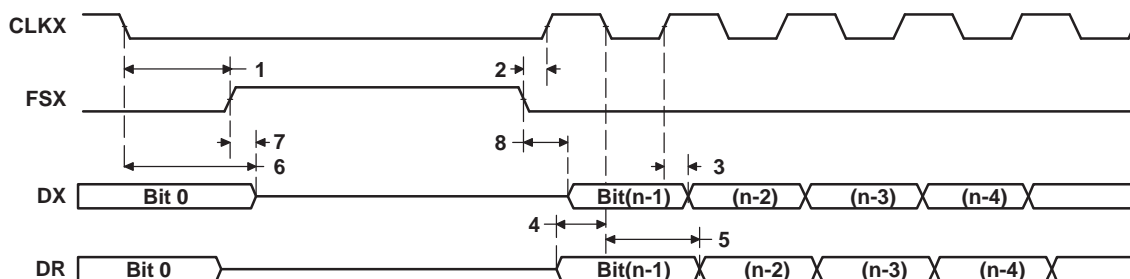 CLKX
1
2
FSX
7
8
6
3
DX
Bit 0
Bit(n-1)
(n-2)
(n-3)
(n-4)
4
5
DR
Bit 0
Bit(n-1)
(n-2)
(n-3)
(n-4)